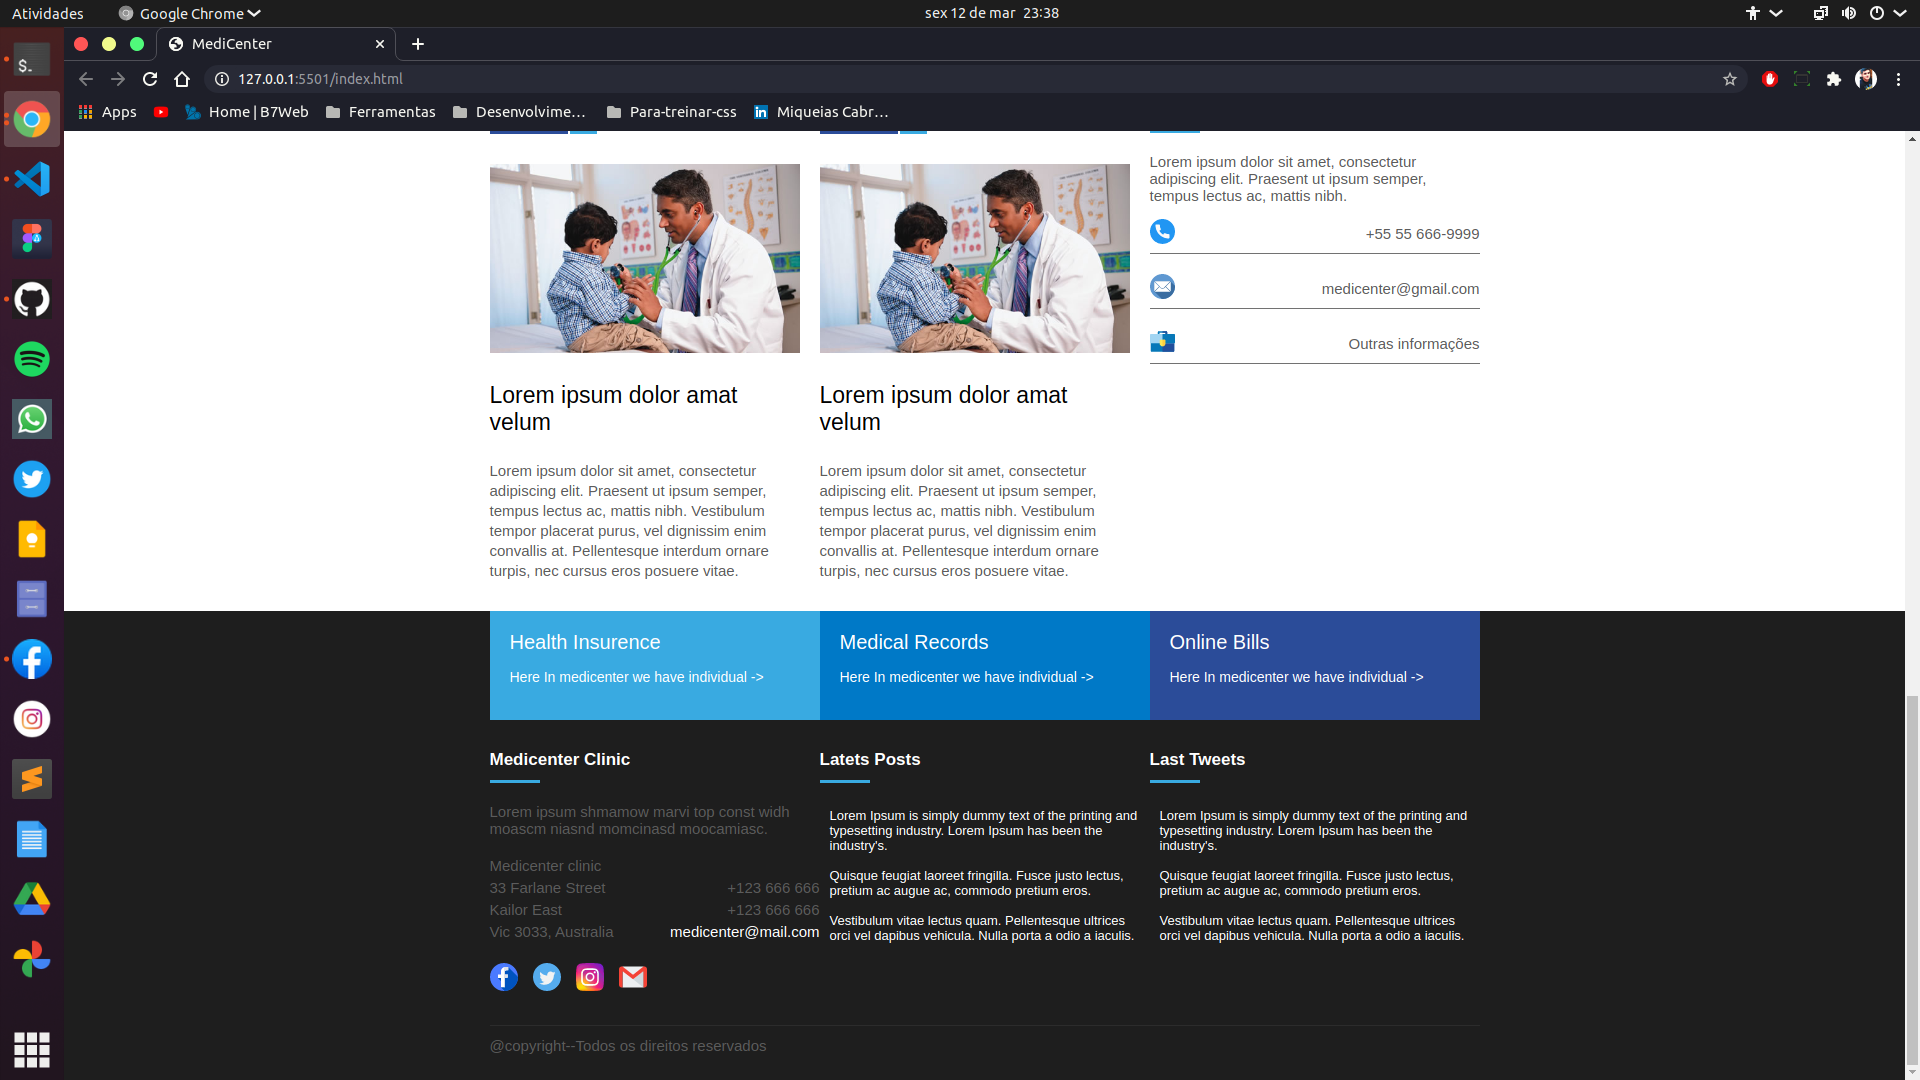 Atividades
Google Chrome
sex 12 de mar 23:38
MediCenter
127.0.0.1:5501/index.html
Apps
Home | B7Web
Ferramentas
Desenvolvime...
Para-treinar-css
Miqueias Cabr...
Lorem ipsum dolor amat
velum
Lorem ipsum dolor sit amet, consectetur
adipiscing elit. Praesent ut ipsum semper,
tempus lectus ac, mattis nibh. Vestibulum
tempor placerat purus, vel dignissim enim
convallis at. Pellentesque interdum ornare
turpis, nec cursus eros posuere vitae.
Lorem ipsum dolor amat
velum
Lorem ipsum dolor sit amet, consectetur
adipiscing elit. Praesent ut ipsum semper,
tempus lectus ac, mattis nibh. Vestibulum
tempor placerat purus, vel dignissim enim
convallis at. Pellentesque interdum ornare
turpis, nec cursus eros posuere vitae.
Lorem ipsum dolor sit amet, consectetur
adipiscing elit. Praesent ut ipsum semper,
tempus lectus ac, mattis nibh.
+55 55 666-9999
medicenter@gmail.com
Outras informações
Health Insurence
Here In medicenter we have individual ->
Medical Records
Here In medicenter we have individual ->
Online Bills
Here In medicenter we have individual ->
Medicenter Clinic
Lorem ipsum shmamow marvi top const widh
moascm niasnd momcinasd moocamiasc.
Medicenter clinic
33 Farlane Street +123 666 666
Kailor East +123 666 666
Vic 3033, Australia medicenter@mail.com
Latets Posts
Lorem Ipsum is simply dummy text of the printing and
typesetting industry. Lorem Ipsum has been the
industry's.
Quisque feugiat laoreet fringilla. Fusce justo lectus,
pretium ac augue ac, commodo pretium eros.
Vestibulum vitae lectus quam. Pellentesque ultrices
orci vel dapibus vehicula. Nulla porta a odio a iaculis.
Last Tweets
Lorem Ipsum is simply dummy text of the printing and
typesetting industry. Lorem Ipsum has been the
industry's.
Quisque feugiat laoreet fringilla. Fusce justo lectus,
pretium ac augue ac, commodo pretium eros.
Vestibulum vitae lectus quam. Pellentesque ultrices
orci vel dapibus vehicula. Nulla porta a odio a iaculis.
@copyright--Todos os direitos reservados